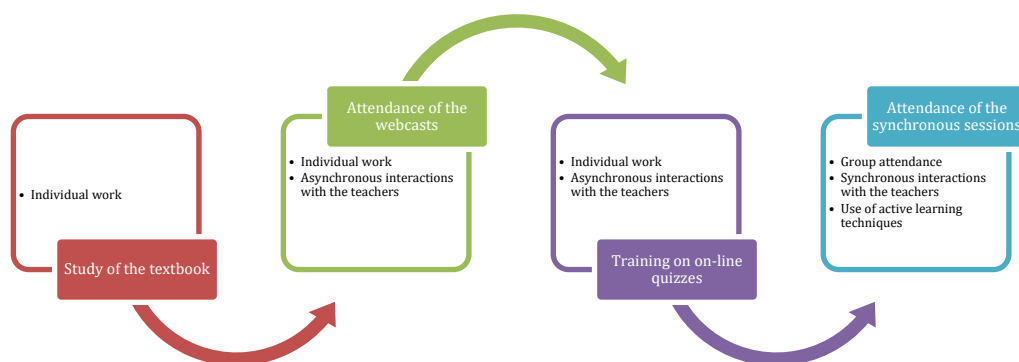 • Individual work
Study of the textbook
Attendance of the
webcasts
• Individual work
• Asynchronous interactions
with the teachers
• Individual work
• Asynchronous interactions
with the teachers
Training on on-line
quizzes
Attendance of the
synchronous sessions
• Group attendance
• Synchronous interactions
with the teachers
• Use of active learning
techniques